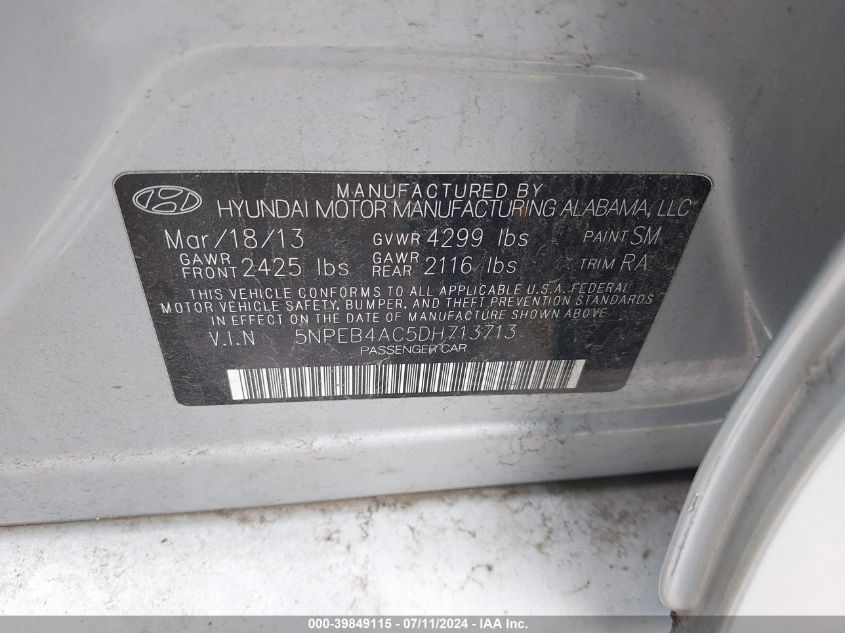 MANUFACTURED BY
HYUNDAI MOTOR MANUFACTURING ALABAMA, LLC
Mar/18/13 GVWR 4299 lbs PAINT SM
GAWR FRONT 2425 lbs GAWR REAR 2116 lbs TRIM RA
THIS VEHICLE CONFORMS TO ALL APPLICABLE U.S.A. FEDERAL
MOTOR VEHICLE SAFETY, BUMPER, AND THEFT PREVENTION STANDARDS
IN EFFECT ON THE DATE OF MANUFACTURE SHOWN ABOVE.
V.I.N 5NPEB4AC5DH713713
PASSENGER CAR
000-39849115 - 07/11/2024 - IAA Inc.